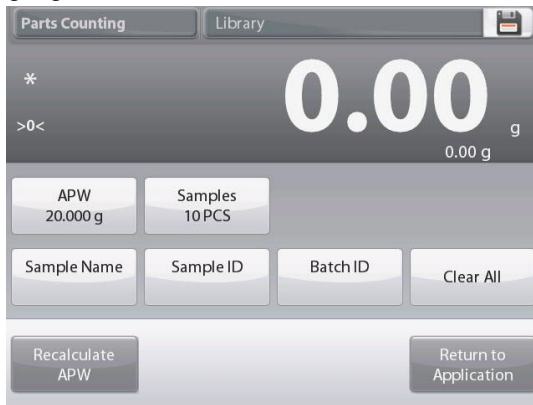 Parts Counting
Library
*
>0<
0.00 g
0.00 g
APW
20.000 g
Samples
10 PCS
Sample Name
Sample ID
Batch ID
Clear All
Recalculate
APW
Return to
Application